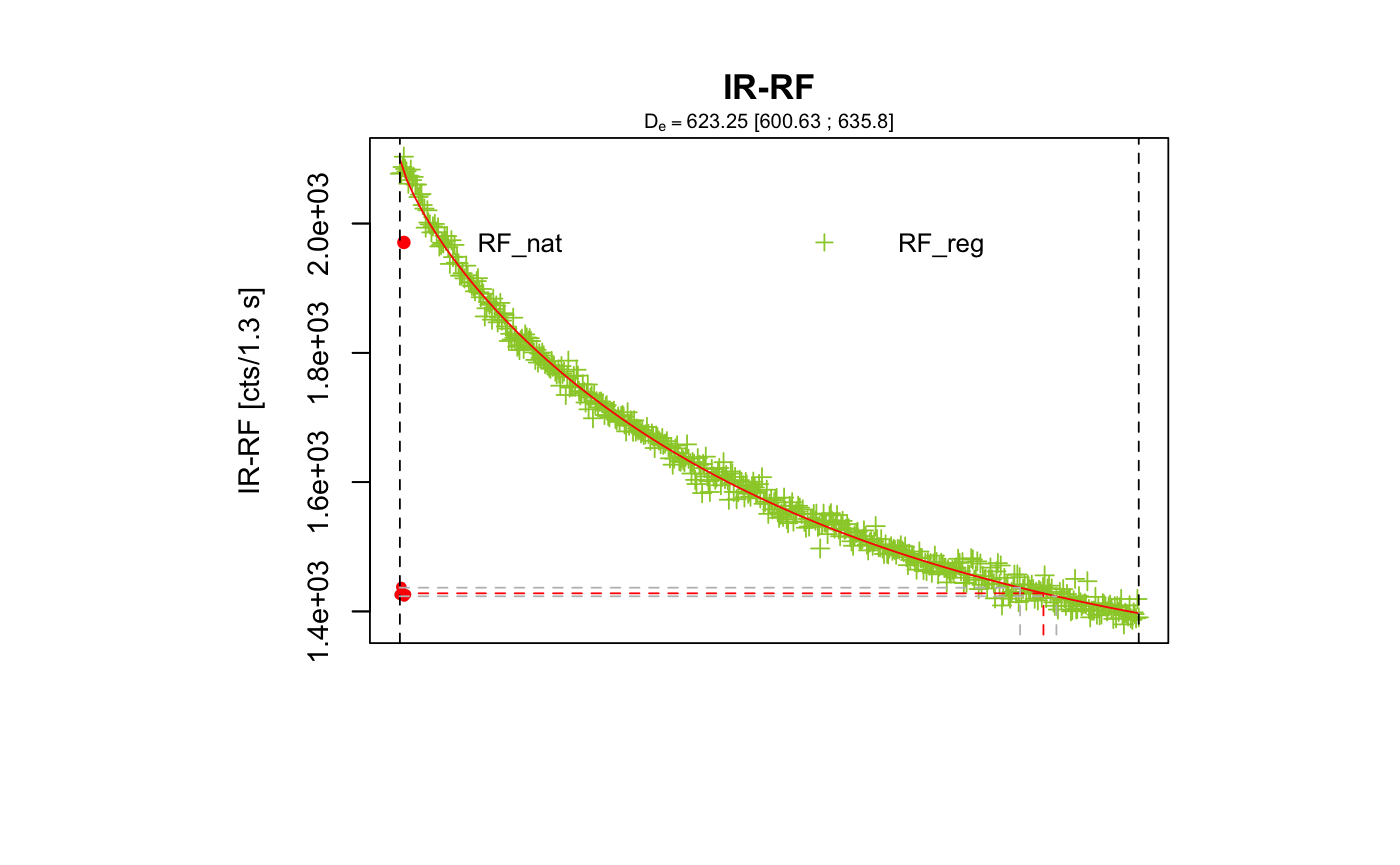 IR-RF
Dₑ = 623.25 [600.63 ; 635.8]
2.0e+03
1.8e+03
1.6e+03
1.4e+03
IR-RF [cts/1.3 s]
RF_nat
RF_reg